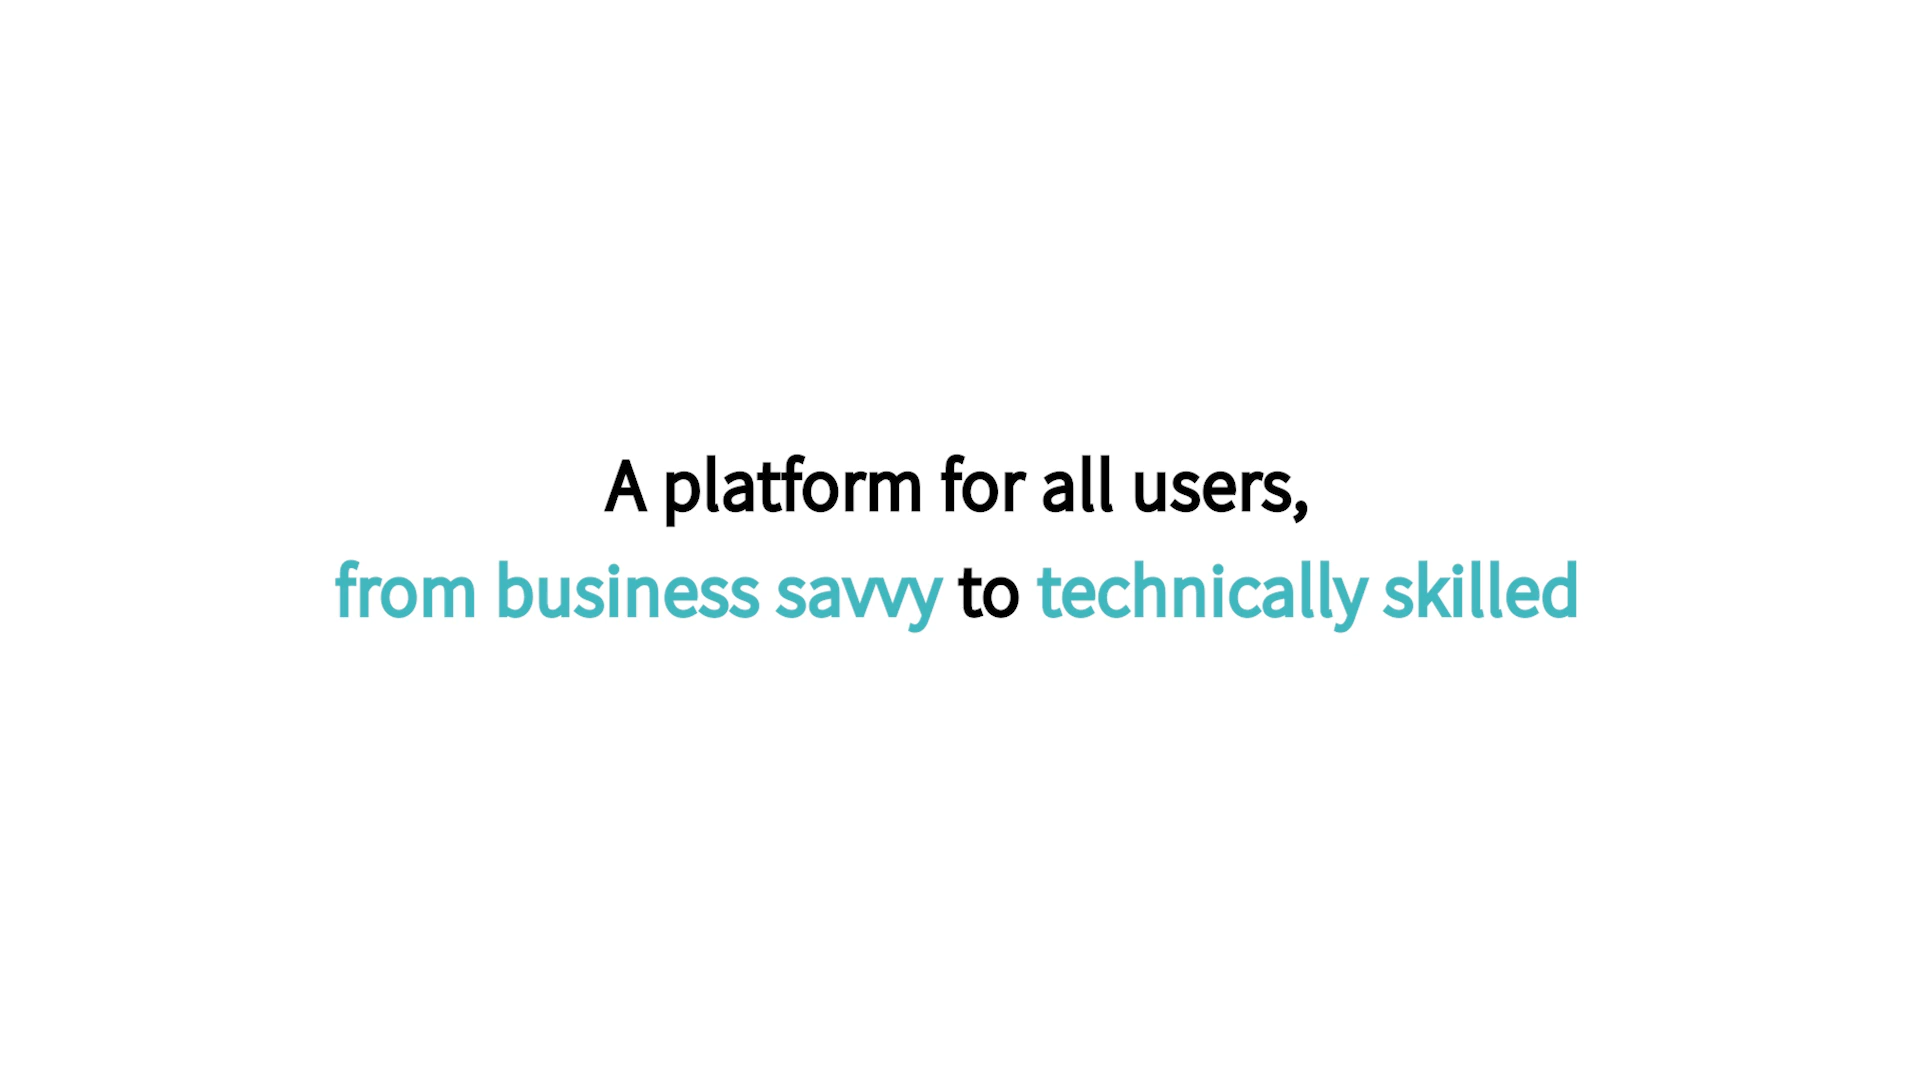 A platform for all users,
from business savvy to technically skilled